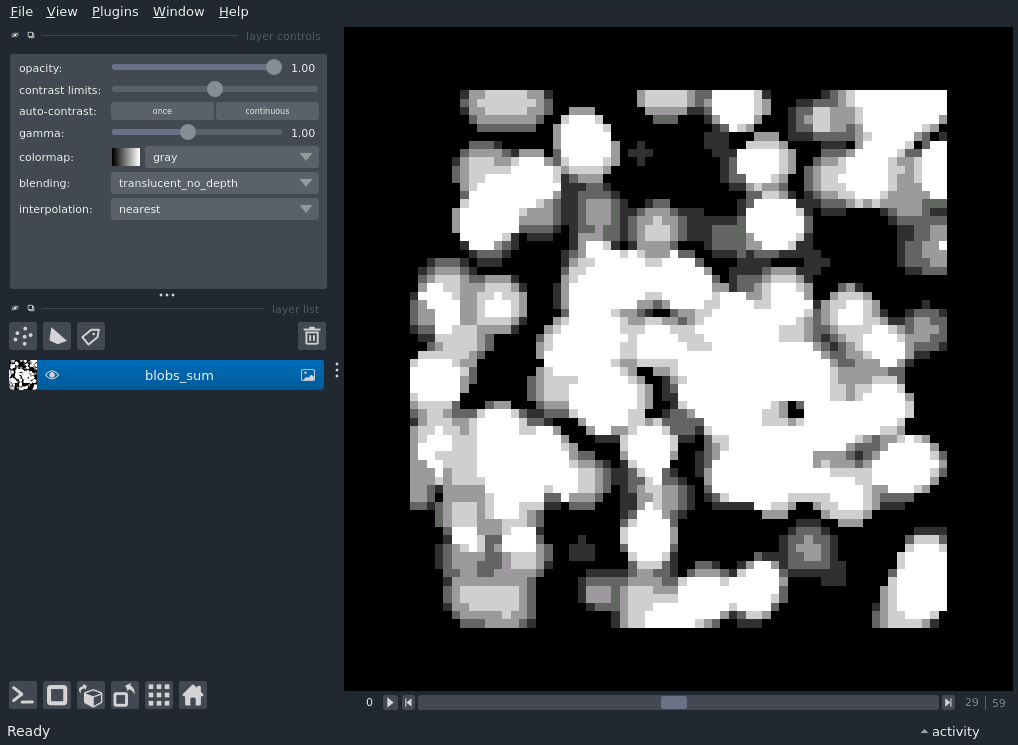 File View Plugins Window Help
layer controls
opacity: 1.00
contrast limits:
auto-contrast: once continuous
gamma: 1.00
colormap: gray
blending: translucent_no_depth
interpolation: nearest
layer list
blobs_sum
0 29 59
Ready activity